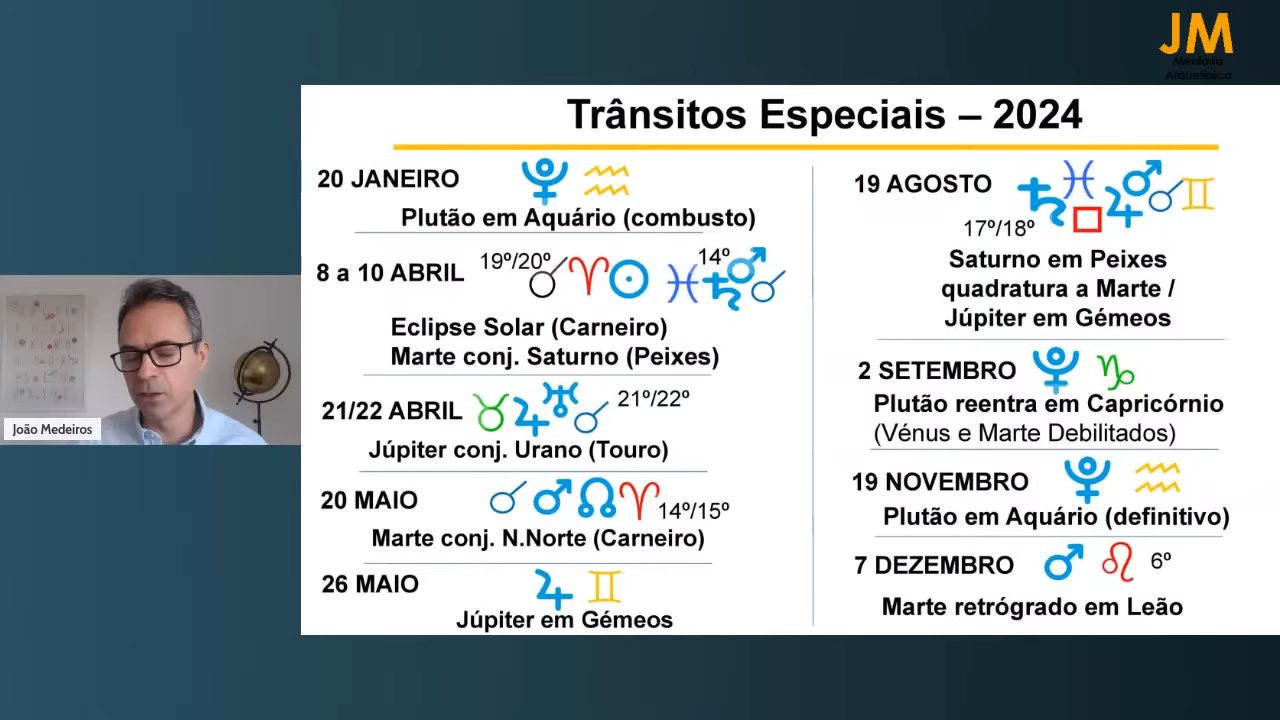 JM
Mentoria
Arquetípica
Trânsitos Especiais – 2024
20 JANEIRO
Plutão em Aquário (combusto)
8 a 10 ABRIL
19º/20º
14º
Eclipse Solar (Carneiro)
Marte conj. Saturno (Peixes)
21/22 ABRIL
21º/22º
Júpiter conj. Urano (Touro)
20 MAIO
14º/15º
Marte conj. N.Norte (Carneiro)
26 MAIO
Júpiter em Gémeos
19 AGOSTO
17º/18º
Saturno em Peixes
quadratura a Marte /
Júpiter em Gémeos
2 SETEMBRO
Plutão reentra em Capricórnio
(Vénus e Marte Debilitados)
19 NOVEMBRO
Plutão em Aquário (definitivo)
7 DEZEMBRO
6º
Marte retrógrado em Leão
João Medeiros